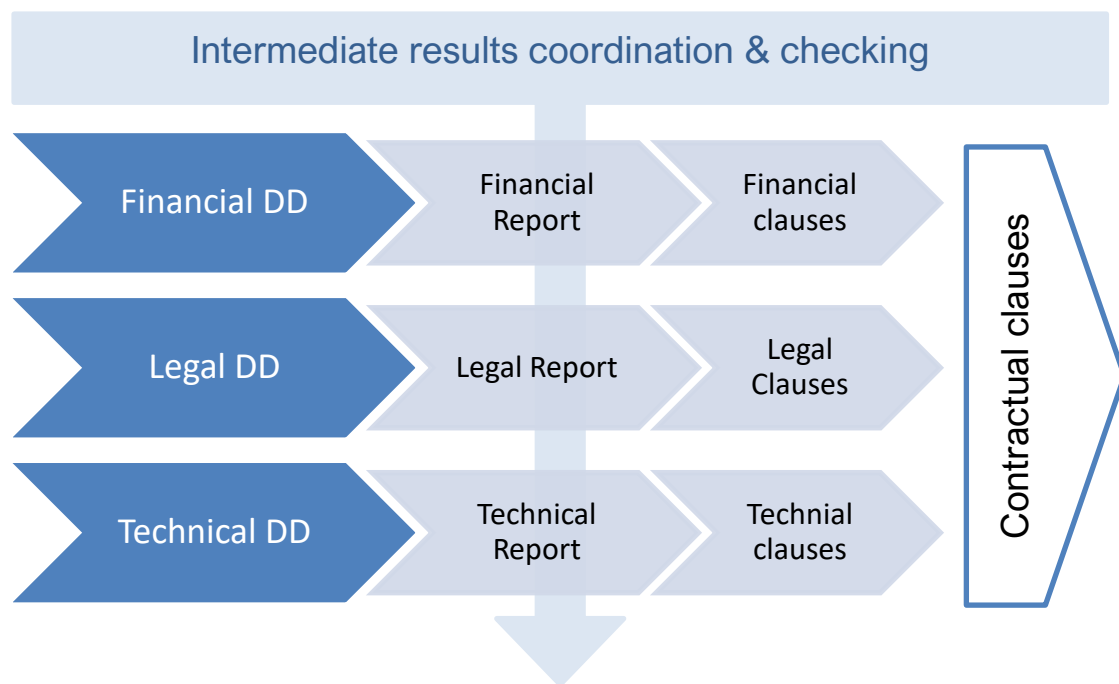 Intermediate results coordination & checking
Financial DD
Financial
Report
Financial
clauses
Legal DD
Legal Report
Legal
Clauses
Technical DD
Technical
Report
Technial
clauses
Contractual clauses